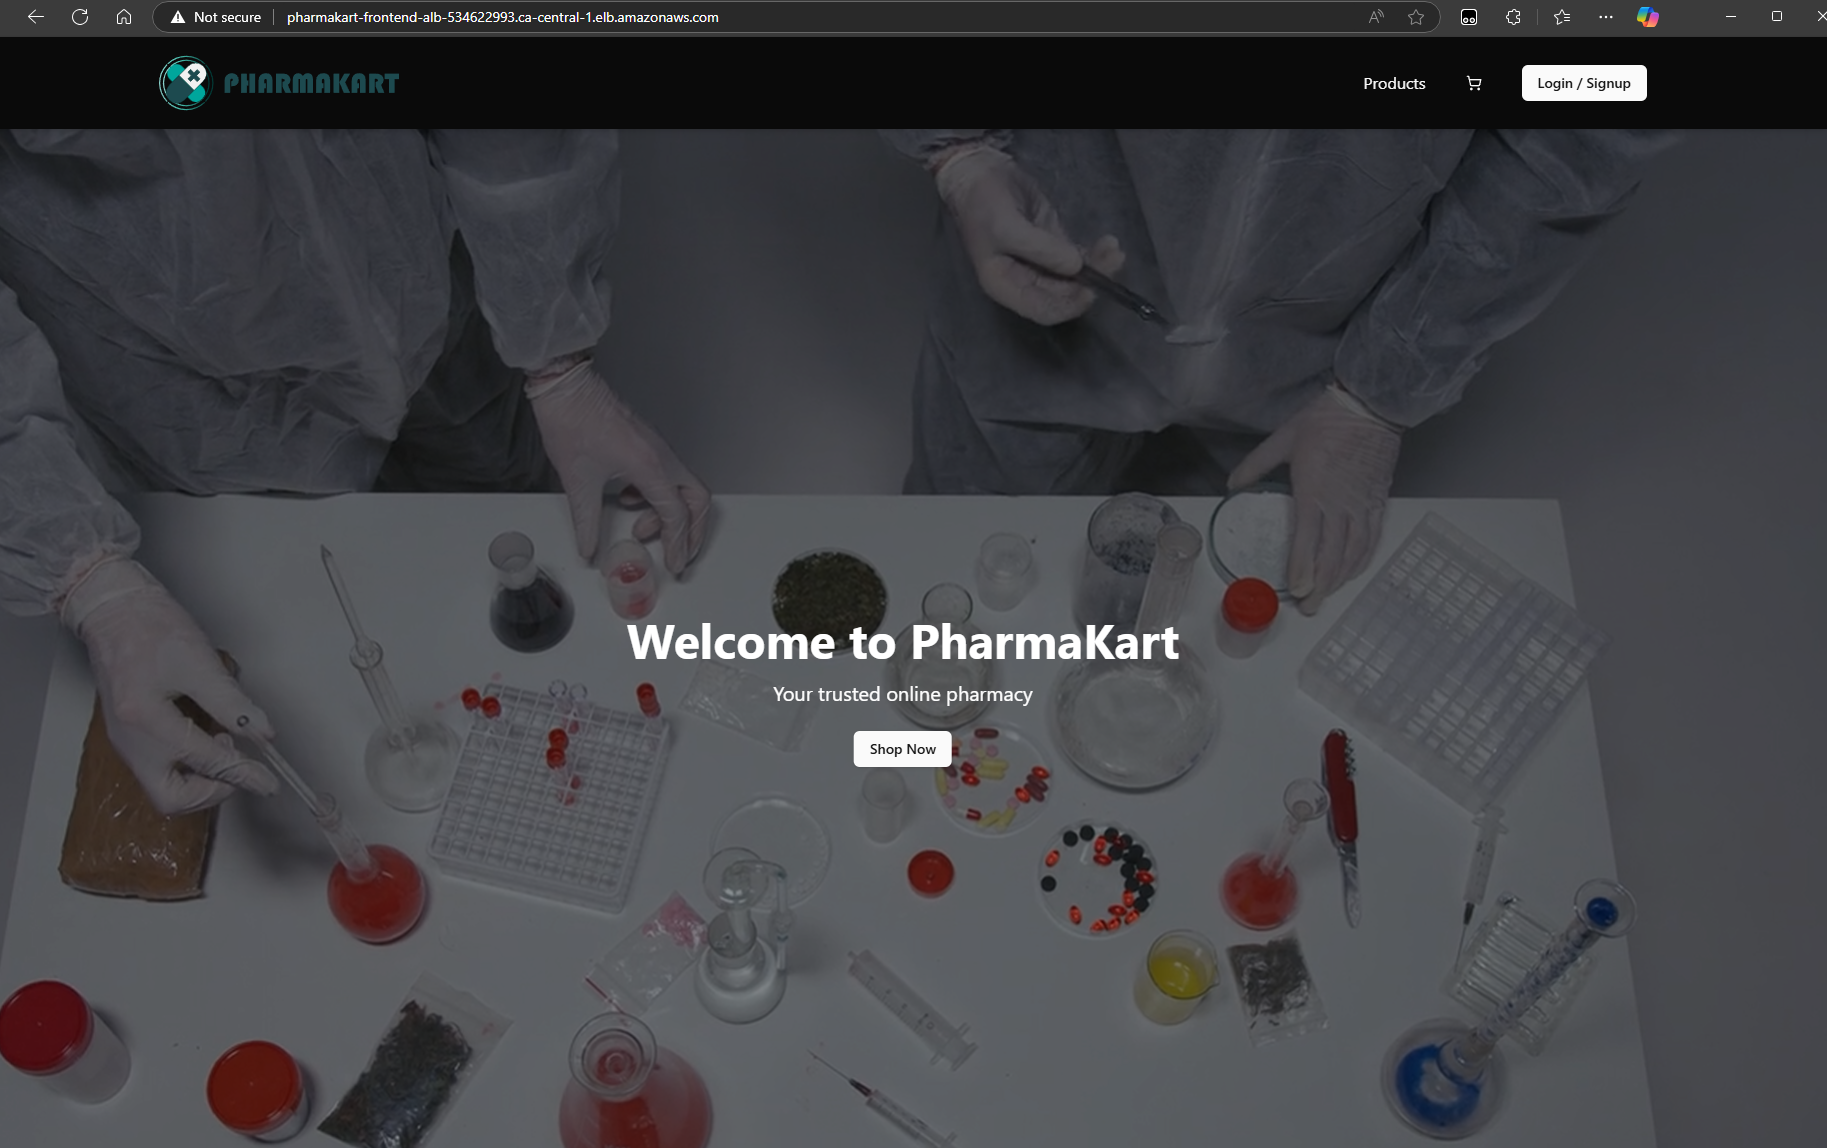 Not secure
pharmakart-frontend-alb-534622993.ca-central-1.elb.amazonaws.com
PHARMAKART
Products
Login / Signup
Welcome to PharmaKart
Your trusted online pharmacy
Shop Now